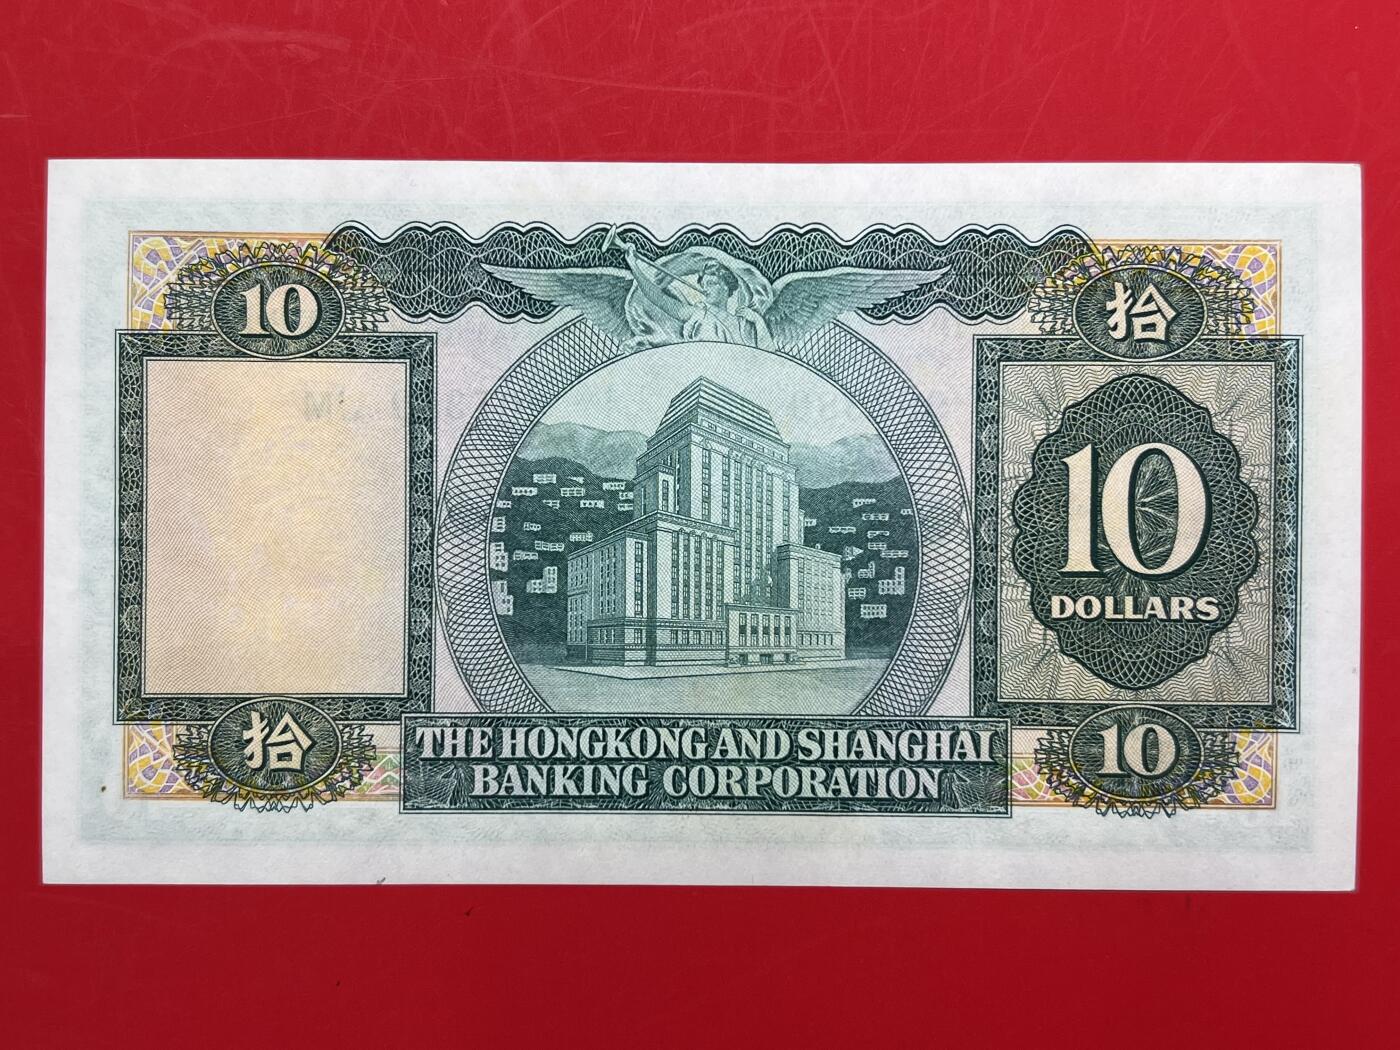 10
拾
10
DOLLARS
拾
10
THE HONGKONG AND SHANGHAI
BANKING CORPORATION